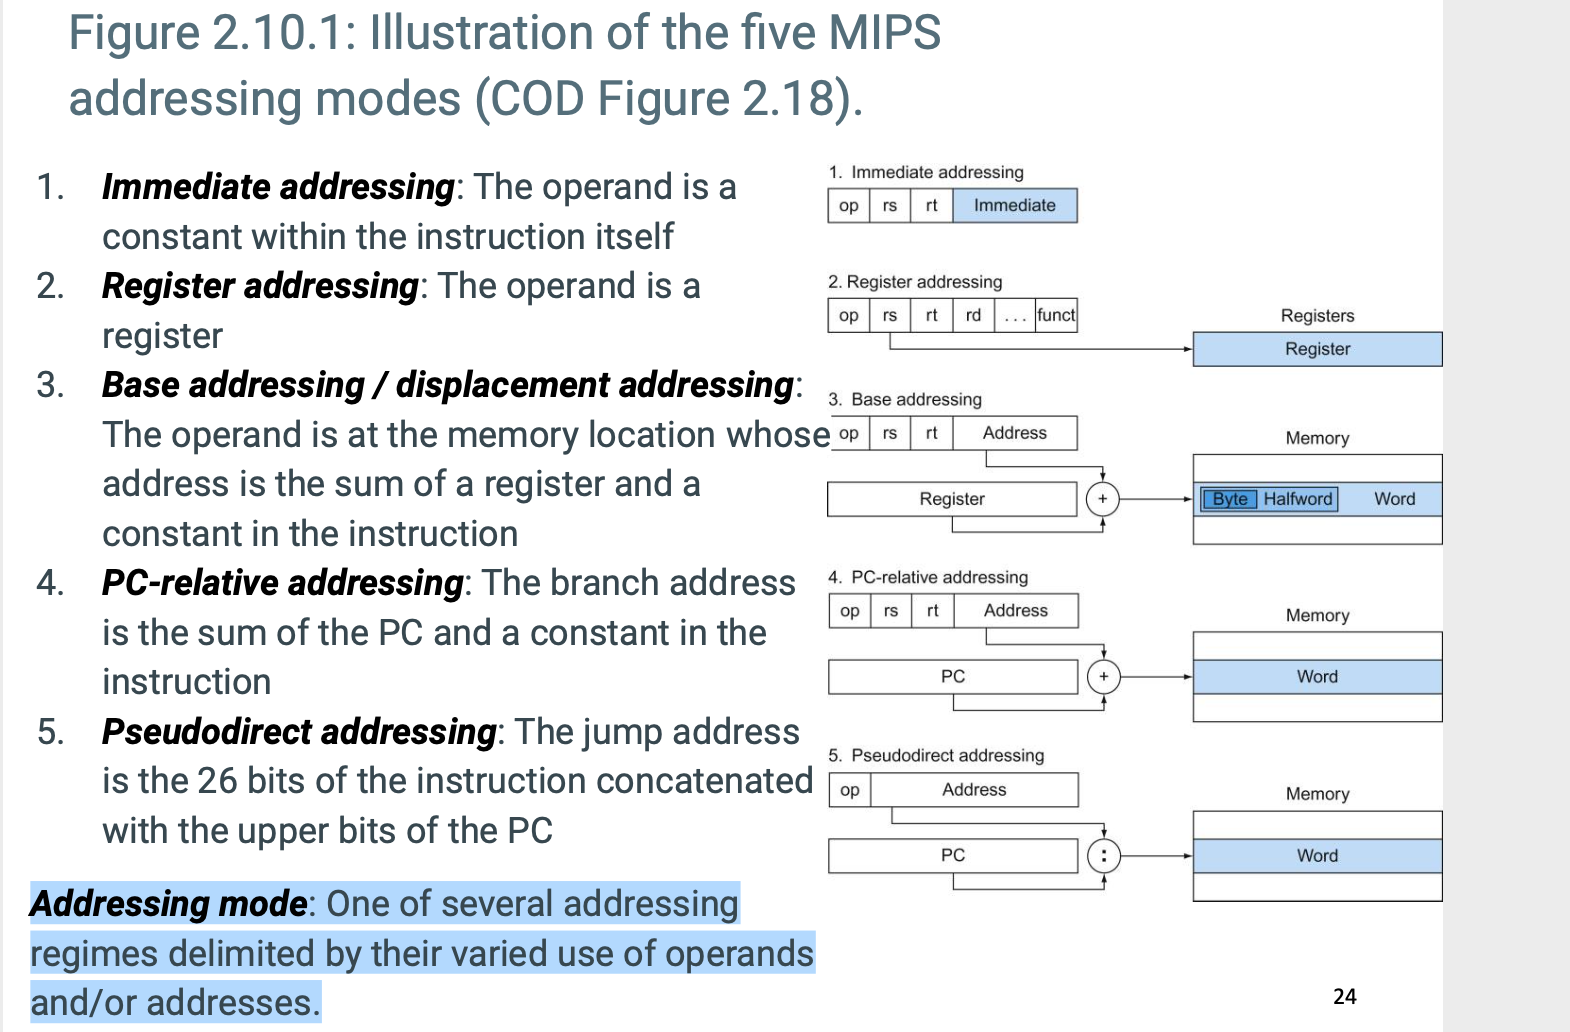 Figure 2.10.1: Illustration of the five MIPS
addressing modes (COD Figure 2.18).
1. Immediate addressing: The operand is a
constant within the instruction itself
2. Register addressing: The operand is a
register
3. Base addressing / displacement addressing:
The operand is at the memory location whose
address is the sum of a register and a
constant in the instruction
4. PC-relative addressing: The branch address
is the sum of the PC and a constant in the
instruction
5. Pseudodirect addressing: The jump address
is the 26 bits of the instruction concatenated
with the upper bits of the PC
Addressing mode: One of several addressing
regimes delimited by their varied use of operands
and/or addresses.
1. Immediate addressing
op rs rt Immediate
2. Register addressing
op rs rt rd ... funct
Registers
Register
3. Base addressing
op rs rt Address
Memory
Register + Byte Halfword Word
4. PC-relative addressing
op rs rt Address
Memory
PC + Word
5. Pseudodirect addressing
op Address
Memory
PC : Word
24